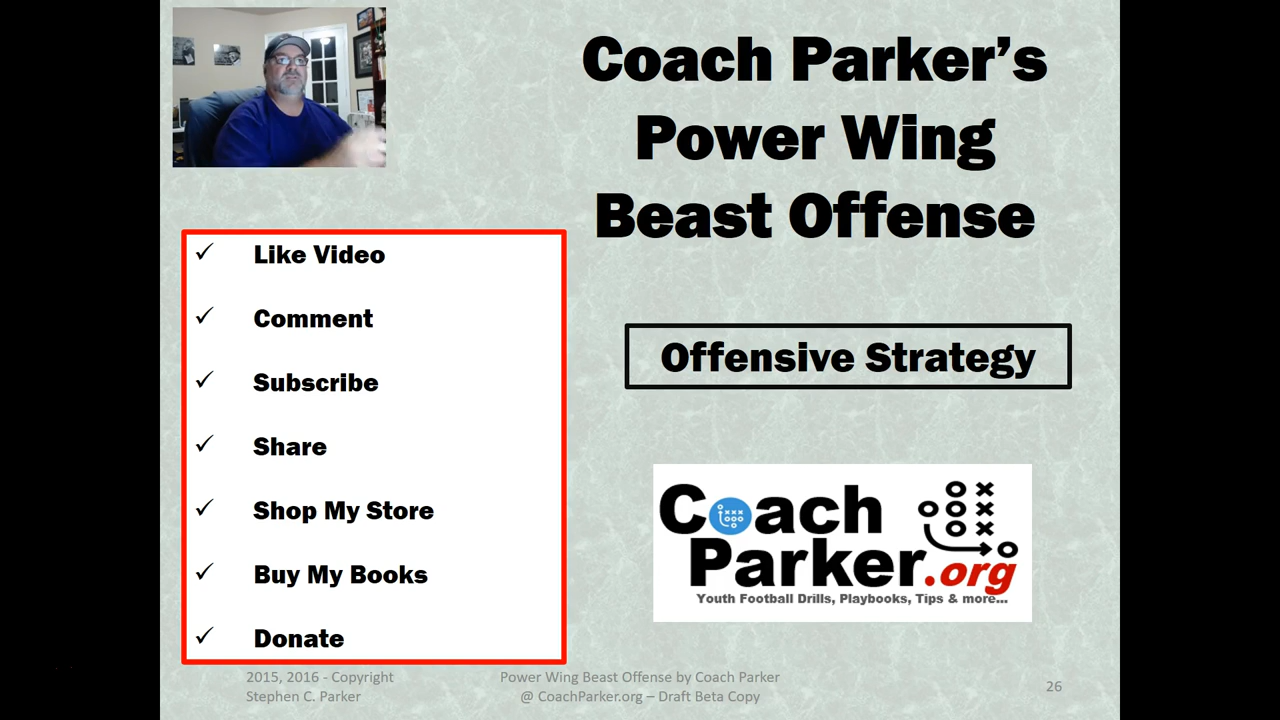 Coach Parker's
Power Wing
Beast Offense
✓ Like Video
✓ Comment
✓ Subscribe
✓ Share
✓ Shop My Store
✓ Buy My Books
✓ Donate
Offensive Strategy
Coach
Parker.org
Youth Football Drills, Playbooks, Tips & more...
2015, 2016 - Copyright
Stephen C. Parker
Power Wing Beast Offense by Coach Parker
@ CoachParker.org – Draft Beta Copy
26